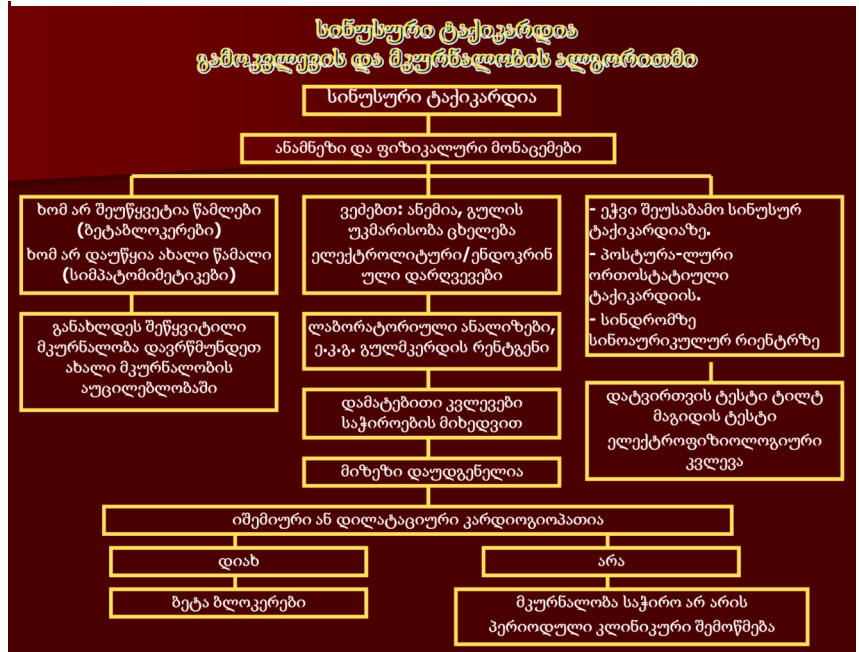 სინუსური ტაქიკარდია
გამოკვლევის და მკურნალობის ალგორითმი
სინუსური ტაქიკარდია
ანამნეზი და ფიზიკალური მონაცემები
ხომ არ შეუწყვეტია წამლები
(ბეტაბლოკერები)
ხომ არ დაუწყია ახალი წამალი
(სიმპატომიმეტიკები)
განახლდეს შეწყვიტილი
მკურნალობა დავრწმუნდეთ
ახალი მკურნალობის
აუცილებლობაში
ვეძებთ: ანემია, გულის
უკმარისობა ცხელება
ელექტროლიტური/ენდოკრინ
ული დარღვევები
ლაბორატორიული ანალიზები,
ე.კ.გ. გულმკერდის რენტგენი
დამატებითი კვლევები
საჭიროების მიხედვით
მიზეზი დაუდგენელია
- ეჭვი შეუსაბამო სინუსურ
ტაქიკარდიაზე.
- პოსტურა-ლური
ორთოსტატიული
ტაქიკარდიის.
- სინდრომზე
სინოაურიკულურ რიენტრზე
დატვირთვის ტესტი ტილტ
მაგიდის ტესტი
ელექტროფიზიოლოგიური
კვლევა
იშემიური ან დილატაციური კარდიოგიოპათია
დიახ
არა
ბეტა ბლოკერები
მკურნალობა საჭირო არ არის
პერიოდული კლინიკური შემოწმება